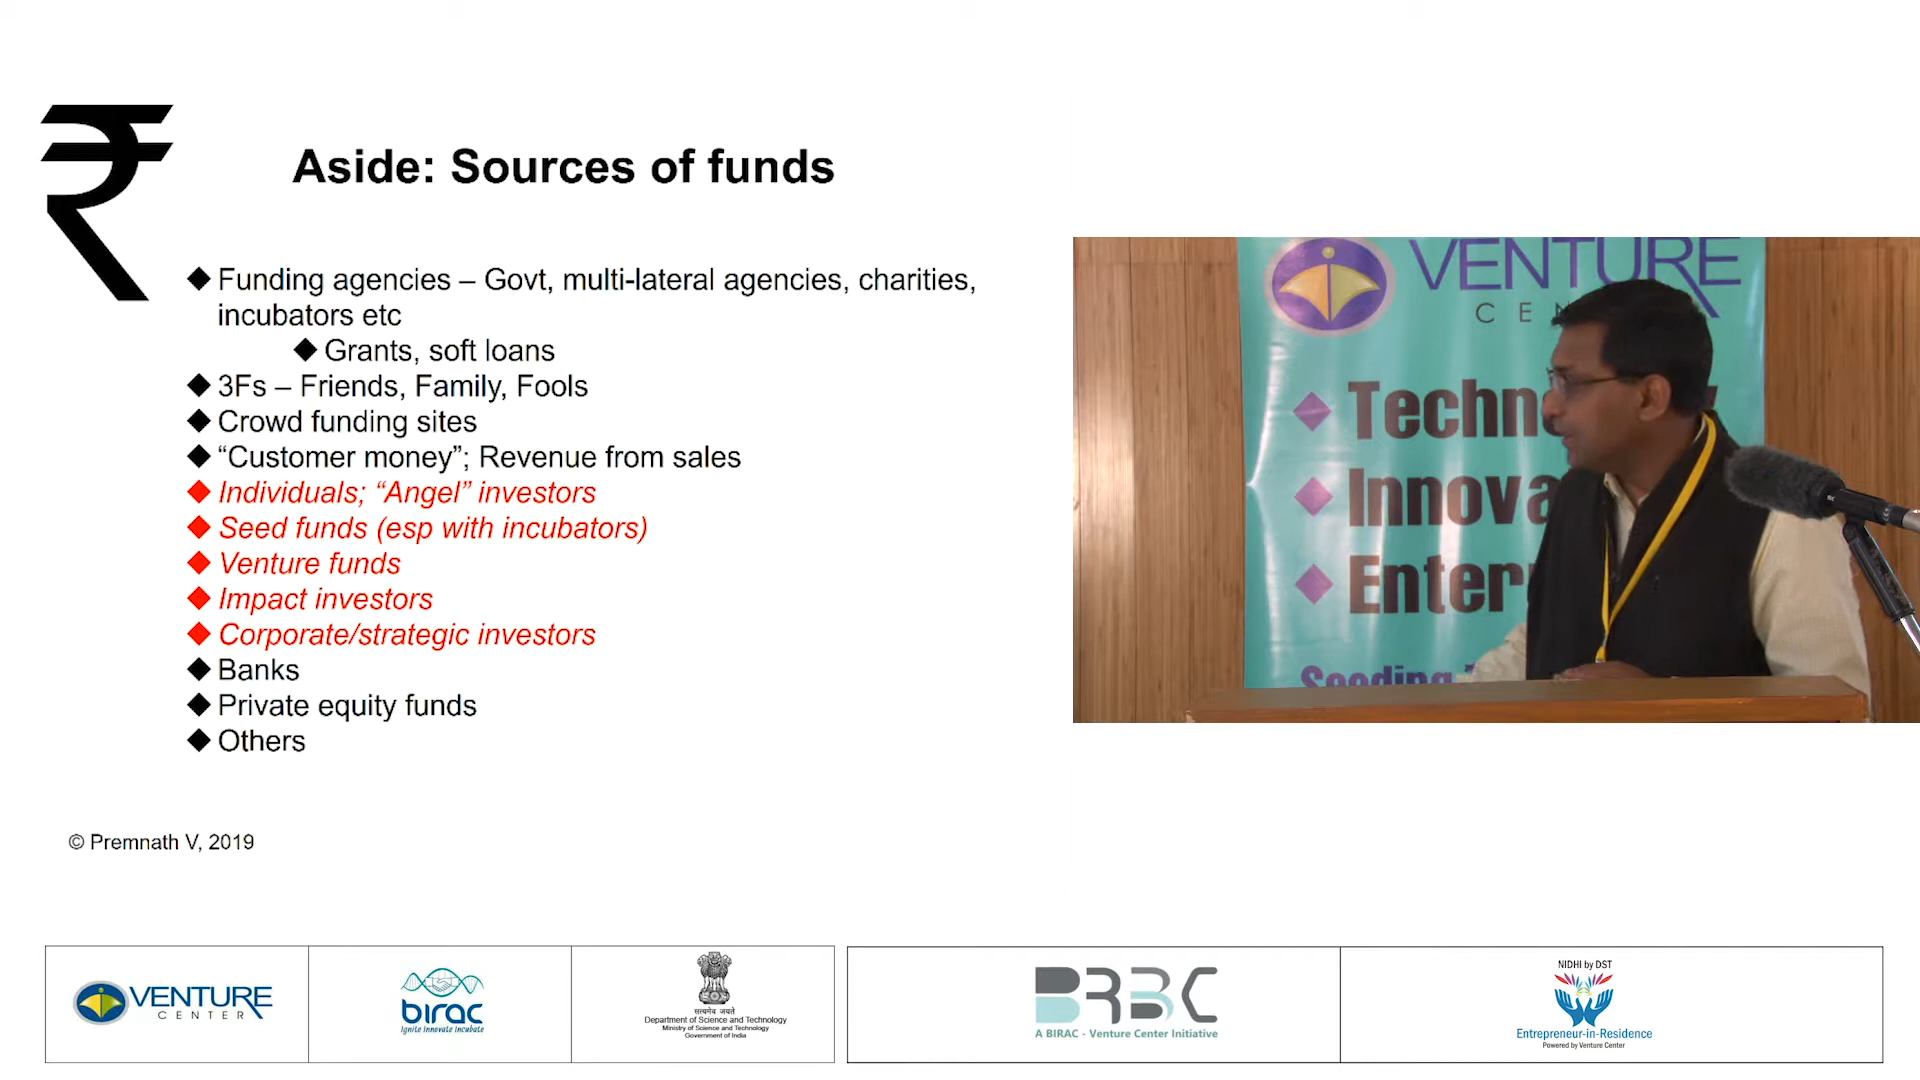 ₹
Aside: Sources of funds
◆ Funding agencies – Govt, multi-lateral agencies, charities,
incubators etc
◆ Grants, soft loans
◆ 3Fs – Friends, Family, Fools
◆ Crowd funding sites
◆ “Customer money”; Revenue from sales
◆ Individuals; “Angel” investors
◆ Seed funds (esp with incubators)
◆ Venture funds
◆ Impact investors
◆ Corporate/strategic investors
◆ Banks
◆ Private equity funds
◆ Others
© Premnath V, 2019
VENTURE
CEN
Techno
Innova
Enter
Seeding
VENTURE
CENTER
birac
Ignite Innovate Incubate
सत्यमेव जयते
Department of Science and Technology
Ministry of Science and Technology
Government of India
BRBC
A BIRAC - Venture Center Initiative
NIDHI by DST
Entrepreneur-in-Residence
Powered by Venture Center